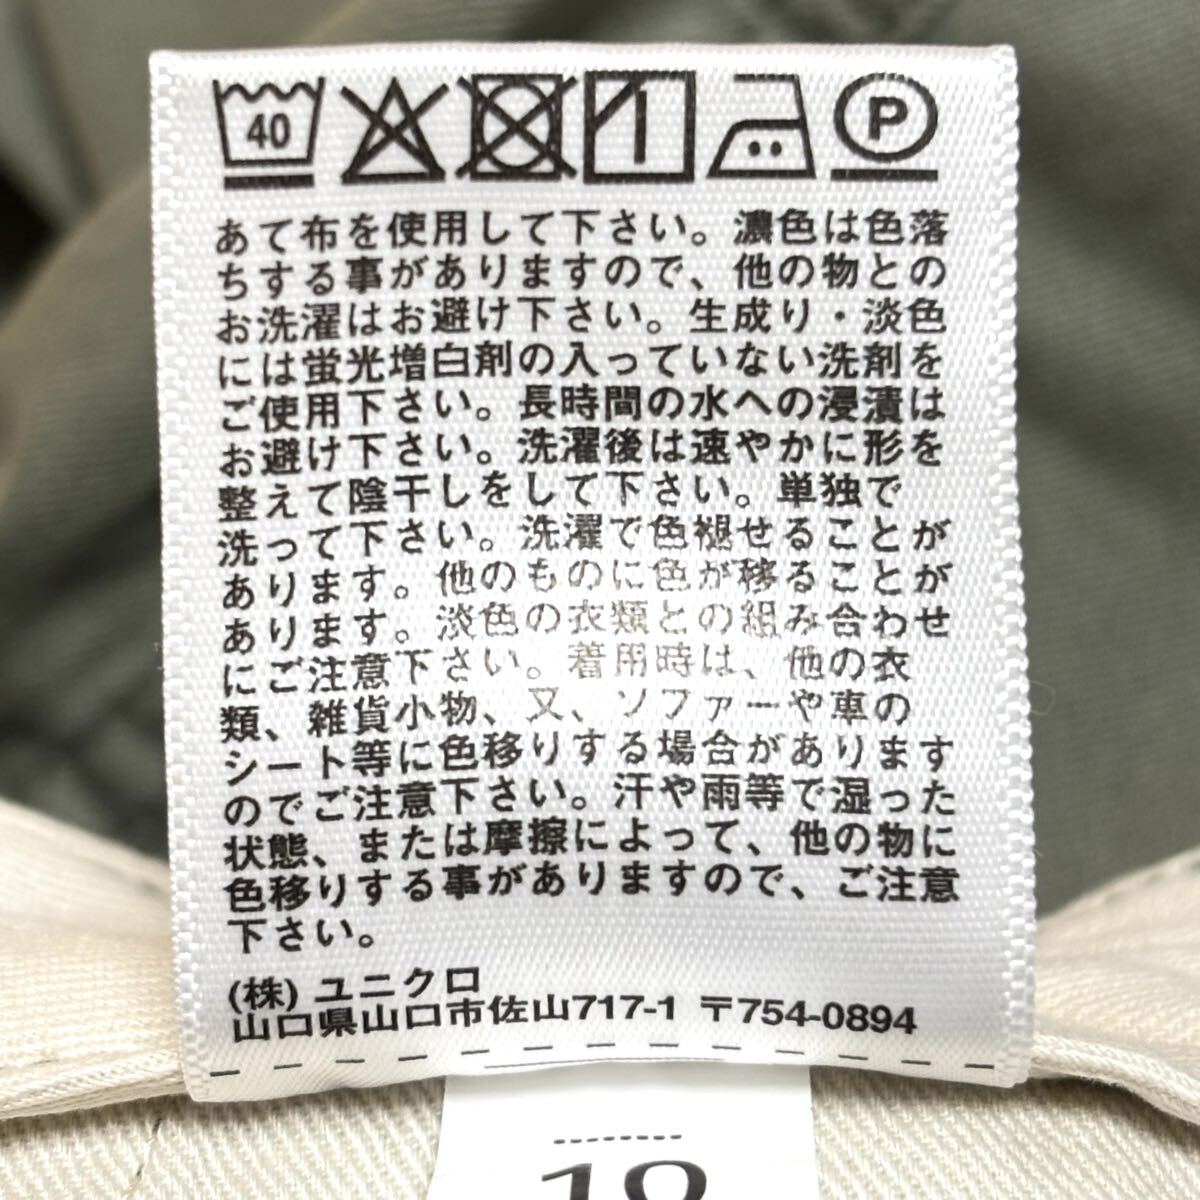 40 P
あて布を使用して下さい。濃色は色落
ちする事がありますので、他の物との
お洗濯はお避け下さい。生成り・淡色
には蛍光増白剤の入っていない洗剤を
ご使用下さい。長時間の水への浸漬は
お避け下さい。洗濯後は速やかに形を
整えて陰干しをして下さい。単独で
洗って下さい。洗濯で色褪せることが
あります。他のものに色が移ることが
あります。淡色の衣類との組み合わせ
にご注意下さい。着用時は、他の衣
類、雑貨小物、又、ソファーや車の
シート等に色移りする場合があります
のでご注意下さい。汗や雨等で湿った
状態、または摩擦によって、他の物に
色移りする事がありますので、ご注意
下さい。
(株) ユニクロ
山口県山口市佐山717-1 〒754-0894